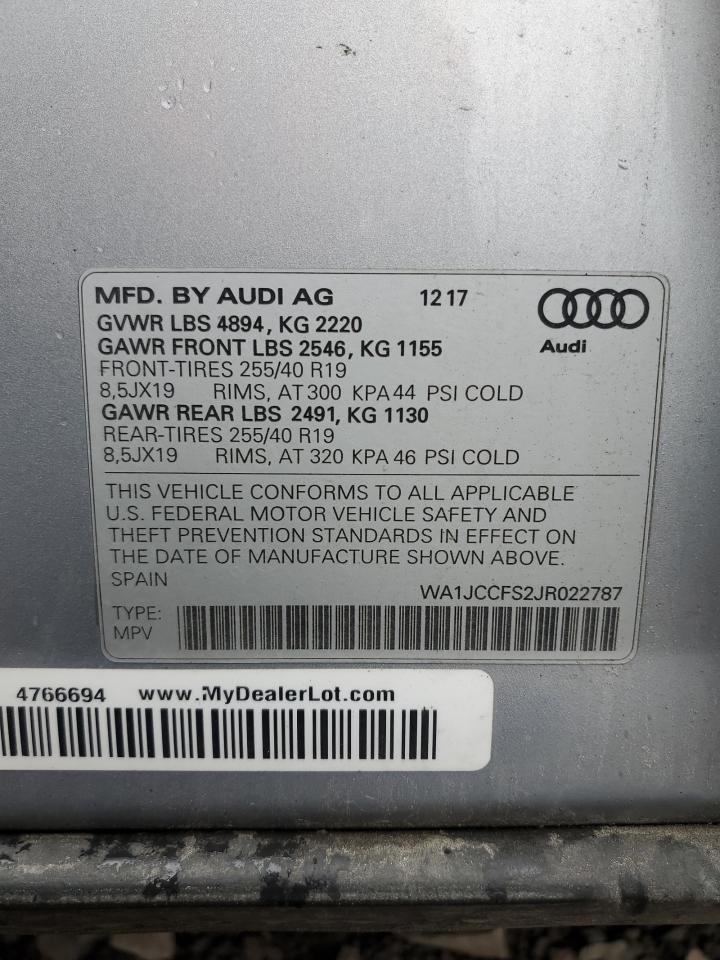 MFD. BY AUDI AG 12 17
GVWR LBS 4894, KG 2220
GAWR FRONT LBS 2546, KG 1155
Audi
FRONT-TIRES 255/40 R19
8,5JX19 RIMS, AT 300 KPA 44 PSI COLD
GAWR REAR LBS 2491, KG 1130
REAR-TIRES 255/40 R19
8,5JX19 RIMS, AT 320 KPA 46 PSI COLD
THIS VEHICLE CONFORMS TO ALL APPLICABLE
U.S. FEDERAL MOTOR VEHICLE SAFETY AND
THEFT PREVENTION STANDARDS IN EFFECT ON
THE DATE OF MANUFACTURE SHOWN ABOVE.
SPAIN
WA1JCCFS2JR022787
TYPE:
MPV
4766694 www.MyDealerLot.com